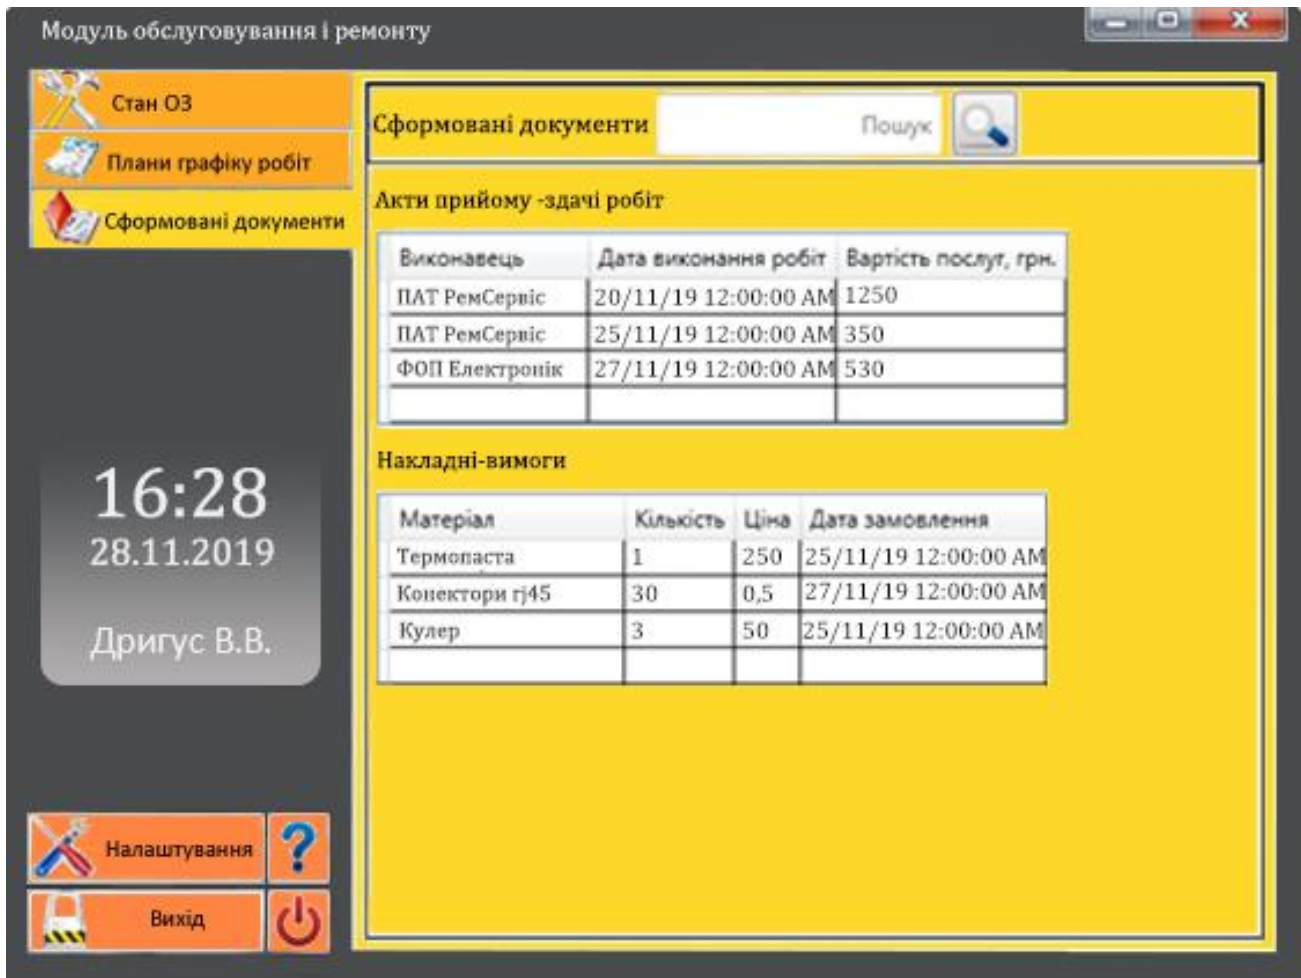 Модуль обслуговування і ремонту
Стан ОЗ
Плани графіку робіт
Сформовані документи
Сформовані документи Пошук
Акти прийому -здачі робіт
Виконавець Дата виконання робіт Вартість послуг, грн.
ПАТ РемСервіс 20/11/19 12:00:00 AM 1250
ПАТ РемСервіс 25/11/19 12:00:00 AM 350
ФОП Електронік 27/11/19 12:00:00 AM 530
Накладні-вимоги
Матеріал Кількість Ціна Дата замовлення
Термопаста 1 250 25/11/19 12:00:00 AM
Конектори rj45 30 0,5 27/11/19 12:00:00 AM
Кулер 3 50 25/11/19 12:00:00 AM
16:28
28.11.2019
Дригус В.В.
Налаштування ?
Вихід